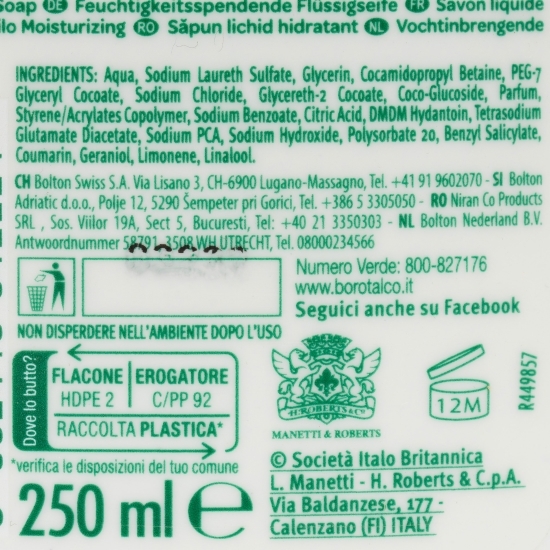 Soap DE Feuchtigkeitsspendende Flüssigseife FR Savon liquide
Moisturizing RO Săpun lichid hidratant NL Vochtinbrengende
INGREDIENTS: Aqua, Sodium Laureth Sulfate, Glycerin, Cocamidopropyl Betaine, PEG-7
Glyceryl Cocoate, Sodium Chloride, Glycereth-2 Cocoate, Coco-Glucoside, Parfum,
Styrene/Acrylates Copolymer, Sodium Benzoate, Citric Acid, DMDM Hydantoin, Tetrasodium
Glutamate Diacetate, Sodium PCA, Sodium Hydroxide, Polysorbate 20, Benzyl Salicylate,
Coumarin, Geraniol, Limonene, Linalool.
CH Bolton Swiss S.A. Via Lisano 3, CH-6900 Lugano-Massagno, Tel. +41 91 9602070 - SI Bolton
Adriatic d.o.o., Polje 12, 5290 Šempeter pri Gorici, Tel. +386 5 3305050 - RO Niran Co Products
SRL, Sos. Viilor 19A, Sect 5, Bucuresti, Tel: +40 21 3350303 - NL Bolton Nederland B.V.
Antwoordnummer 58791 3508 WH UTRECHT, Tel. 08000234566
Numero Verde: 800-827176
www.borotalco.it
Seguici anche su Facebook
NON DISPERDERE NELL'AMBIENTE DOPO L'USO
Dove lo butto?
FLACONE EROGATORE
HDPE 2 C/PP 92
RACCOLTA PLASTICA*
*verifica le disposizioni del tuo comune
250 ml e
H. ROBERTS & Co
MANETTI & ROBERTS
12M
R449857
© Società Italo Britannica
L. Manetti - H. Roberts & C.p.A.
Via Baldanzese, 177 -
Calenzano (FI) ITALY